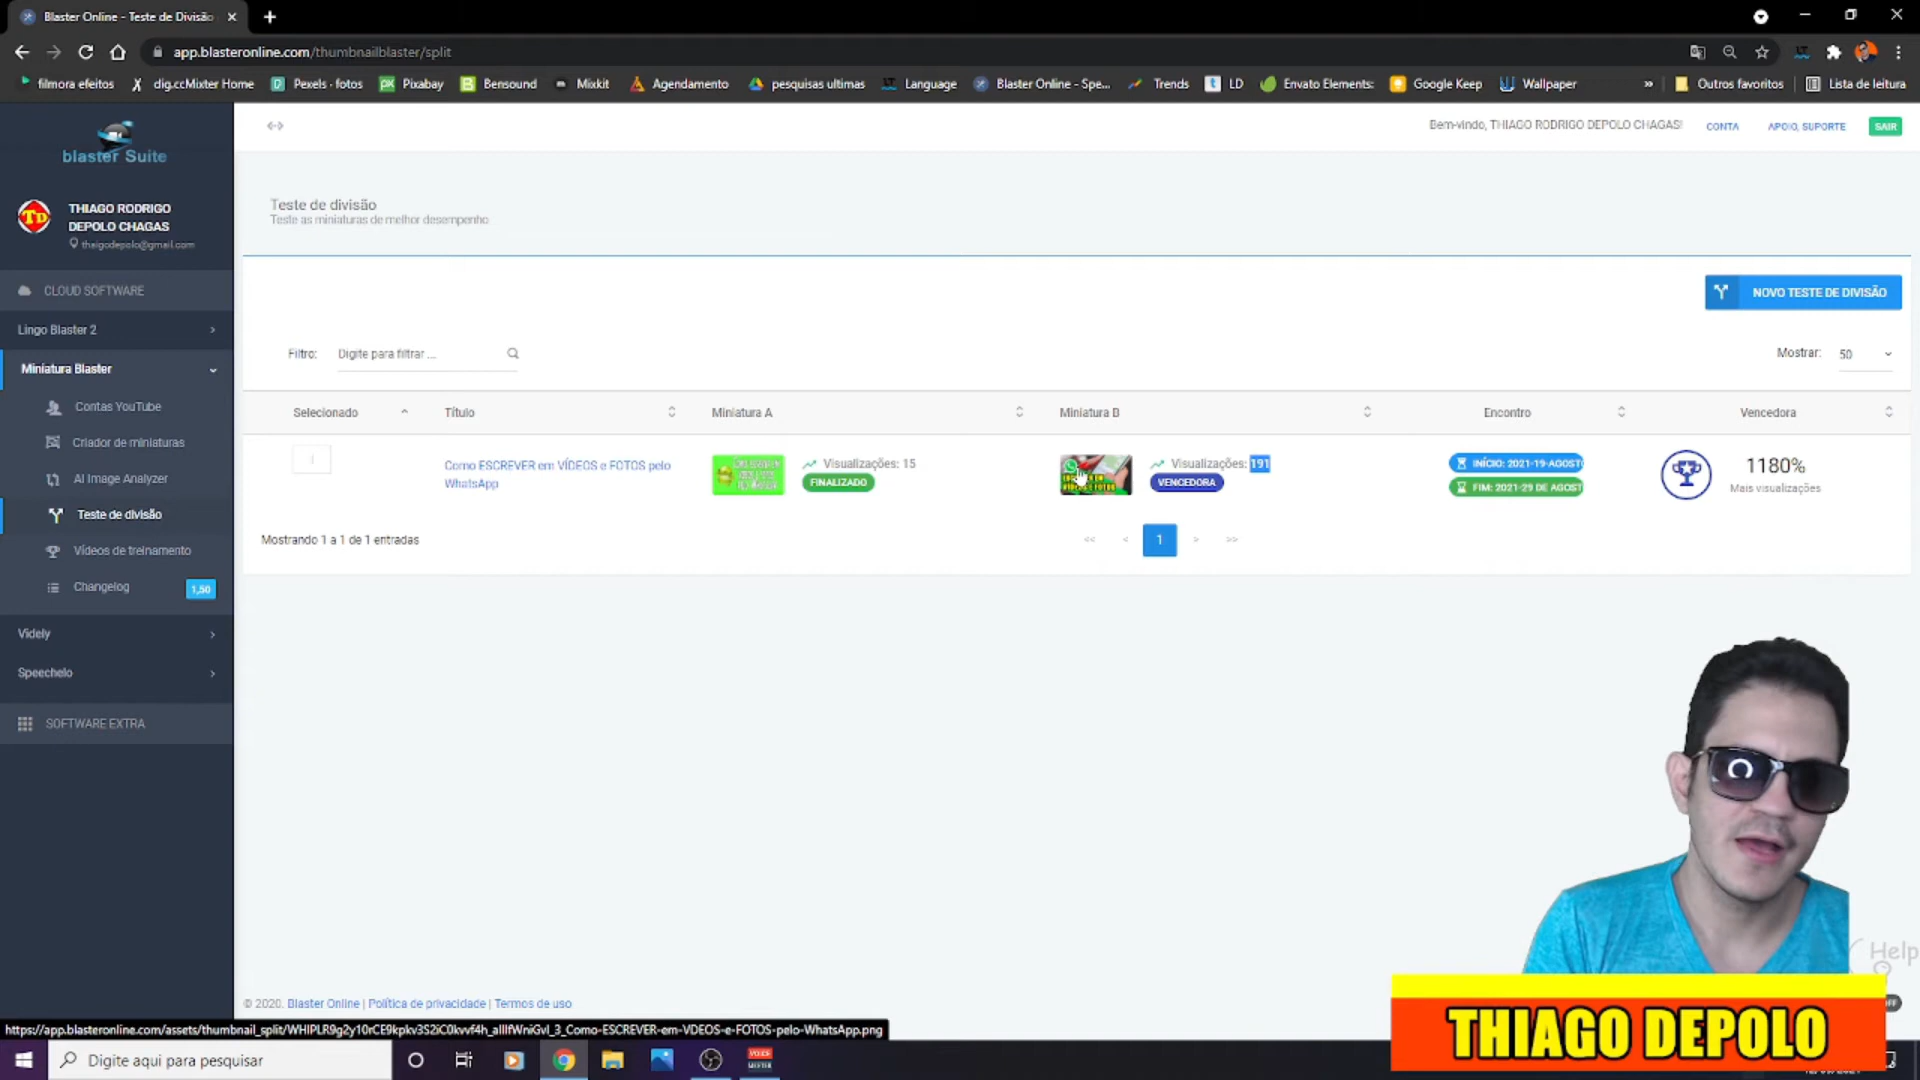 Blaster Online - Teste de Divisão
app.blasteronline.com/thumbnailblaster/split
filmora efeitos
dig.ccMixter Home
Pexels - fotos
Pixabay
Bensound
Mixkit
Agendamento
pesquisas ultimas
Language
Blaster Online - Spe...
Trends
LD
Envato Elements:
Google Keep
Wallpaper
»
Outros favoritos
Lista de leitura
blaster Suite
Bem-vindo, THIAGO RODRIGO DEPOLO CHAGAS!
CONTA
APOIO, SUPORTE
SAIR
THIAGO RODRIGO
DEPOLO CHAGAS
thaigodepolo@gmail.com
Teste de divisão
Teste as miniaturas de melhor desempenho
CLOUD SOFTWARE
Lingo Blaster 2
Miniatura Blaster
Contas YouTube
Criador de miniaturas
AI Image Analyzer
Teste de divisão
Vídeos de treinamento
Changelog
1,50
Videly
Speechelo
SOFTWARE EXTRA
NOVO TESTE DE DIVISÃO
Filtro:
Digite para filtrar ...
Mostrar:
50
Selecionado
Título
Miniatura A
Miniatura B
Encontro
Vencedora
Como ESCREVER em VÍDEOS e FOTOS pelo
WhatsApp
Visualizações: 15
FINALIZADO
Visualizações: 191
VENCEDORA
INÍCIO: 2021-19-AGOSTO
FIM: 2021-29 DE AGOST
1180%
Mais visualizações
Mostrando 1 a 1 de 1 entradas
<< < 1 > >>
Help
© 2020. Blaster Online | Política de privacidade | Termos de uso
https://app.blasteronline.com/assets/thumbnail_split/WHIPLR9g2y10rCE9kpkv3S2iC0kvvf4h_allIfWniGvl_3_Como-ESCREVER-em-VDEOS-e-FOTOS-pelo-WhatsApp.png
THIAGO DEPOLO
Digite aqui para pesquisar